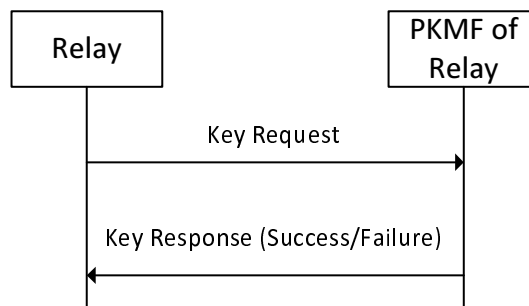 Relay
PKMF of
Relay
Key Request
Key Response (Success/Failure)